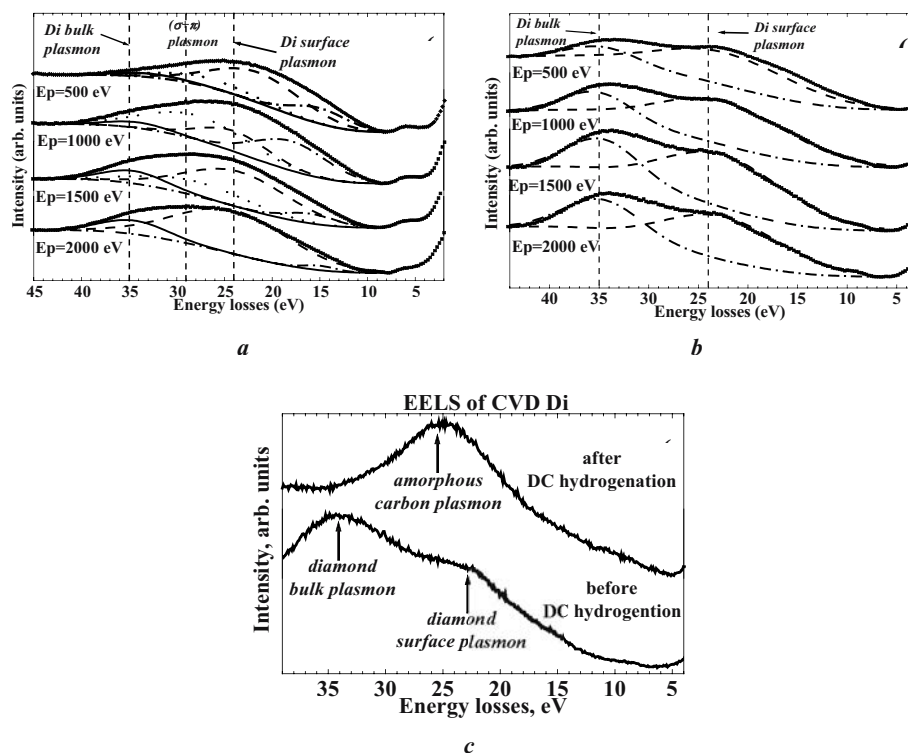 Di bulk
plasmon
(σ+π)
plasmon
Di surface
plasmon
Ep=500 eV
Ep=1000 eV
Ep=1500 eV
Ep=2000 eV
Intensity (arb. units)
45 40 35 30 25 20 15 10 5
Energy losses (eV)
a
Di bulk
plasmon
Di surface
plasmon
Ep=500 eV
Ep=1000 eV
Ep=1500 eV
Ep=2000 eV
Intensity (arb. units)
40 35 30 25 20 15 10 5
Energy losses (eV)
b
EELS of CVD Di
after
DC hydrogenation
amorphous
carbon plasmon
diamond
bulk plasmon
before
DC hydrogention
diamond
surface plasmon
Intensity, arb. units
35 30 25 20 15 10 5
Energy losses, eV
c